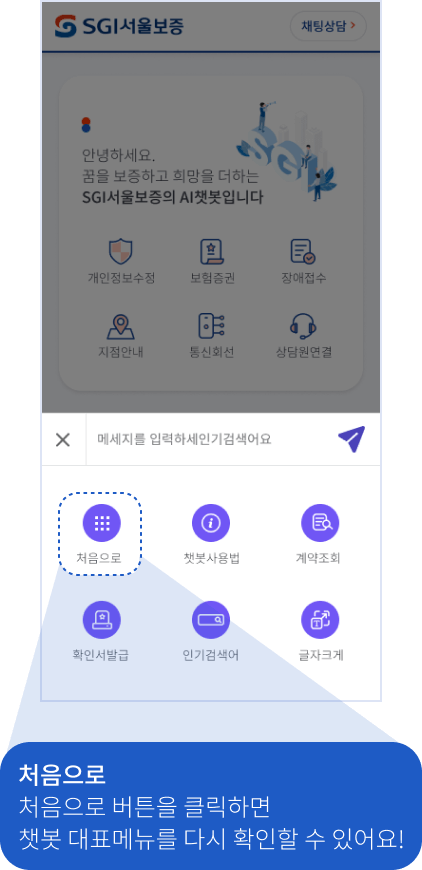 SGI서울보증
채팅상담 >
안녕하세요.
꿈을 보증하고 희망을 더하는
SGI서울보증의 AI챗봇입니다
SGI
개인정보수정 보험증권 장애접수
지점안내 통신회선 상담원연결
메세지를 입력하세인기검색어요
처음으로 챗봇사용법 계약조회
확인서발급 인기검색어 글자크게
처음으로
처음으로 버튼을 클릭하면
챗봇 대표메뉴를 다시 확인할 수 있어요!